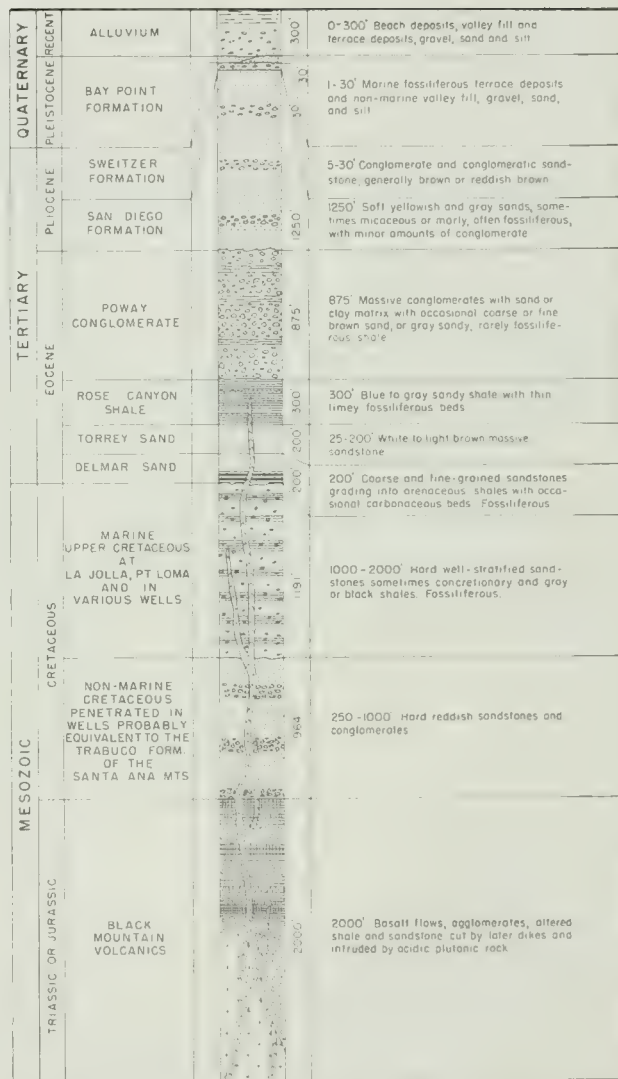 QUATERNARY
RECENT
ALLUVIUM
300'
0-300' Beach deposits, valley fill and
terrace deposits, gravel, sand and silt
PLEISTOCENE
BAY POINT
FORMATION
30'
30'
1-30' Marine fossiliferous terrace deposits
and non-marine valley fill, gravel, sand,
and silt
TERTIARY
PLIOCENE
SWEITZER
FORMATION
5-30' Conglomerate and conglomeratic sand-
stone, generally brown or reddish brown
SAN DIEGO
FORMATION
1250'
1250' Soft yellowish and gray sands, some-
times micaceous or marly, often fossiliferous,
with minor amounts of conglomerate
EOCENE
POWAY
CONGLOMERATE
875'
875' Massive conglomerates with sand or
clay matrix with occasional coarse or fine
brown sand, or gray sandy, rarely fossilife-
rous shale
ROSE CANYON
SHALE
300'
300' Blue to gray sandy shale with thin
limey fossiliferous beds
TORREY SAND
200'
25-200' White to light brown massive
sandstone
DELMAR SAND
200'
200' Coarse and fine-grained sandstones
grading into arenaceous shales with occa-
sional carbonaceous beds. Fossiliferous
MESOZOIC
CRETACEOUS
MARINE
UPPER CRETACEOUS
AT
LA JOLLA, PT LOMA
AND IN
VARIOUS WELLS
1191'
1000-2000' Hard well-stratified sand-
stones sometimes concretionary and gray
or black shales. Fossiliferous.
NON-MARINE
CRETACEOUS
PENETRATED IN
WELLS PROBABLY
EQUIVALENT TO THE
TRABUCO FORM.
OF THE
SANTA ANA MTS
964'
250-1000' Hard reddish sandstones and
conglomerates
TRIASSIC OR JURASSIC
BLACK
MOUNTAIN
VOLCANICS
2000'
2000' Basalt flows, agglomerates, altered
shale and sandstone cut by later dikes and
intruded by acidic plutonic rock